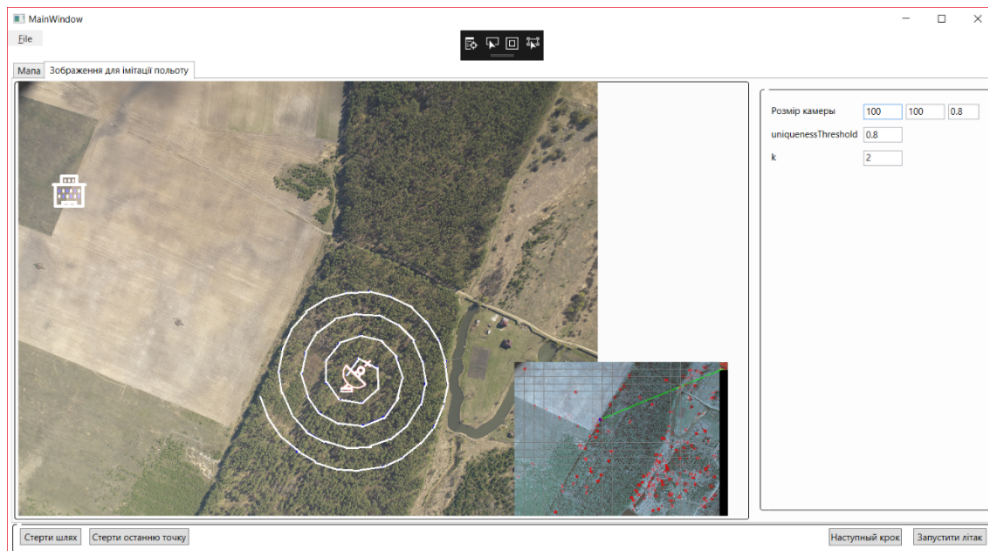 MainWindow
File
Мапа Зображення для імітації польоту
Розмір камеры 100 100 0.8
uniquenessThreshold 0.8
k 2
Стерти шлях Стерти останню точку Наступный крок Запустити літак